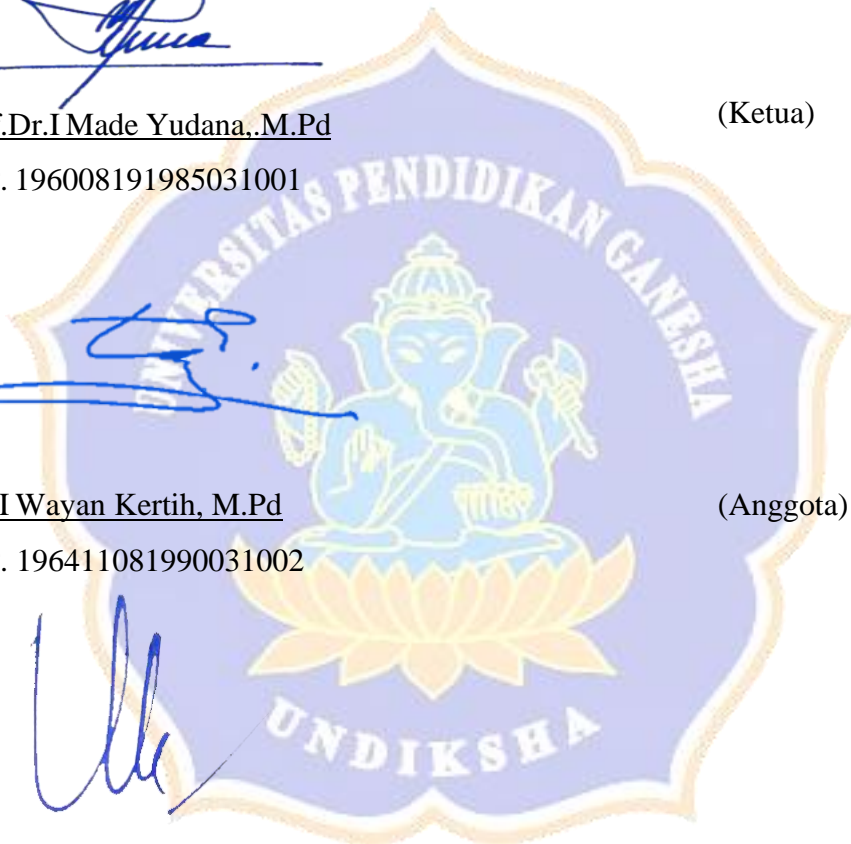 .Dr.I Made Yudana,.M.Pd
(Ketua)
. 196008191985031001
UNIVERSITAS PENDIDIKAN GANESHA
I Wayan Kertih, M.Pd
(Anggota)
. 196411081990031002
UNDIKSHA